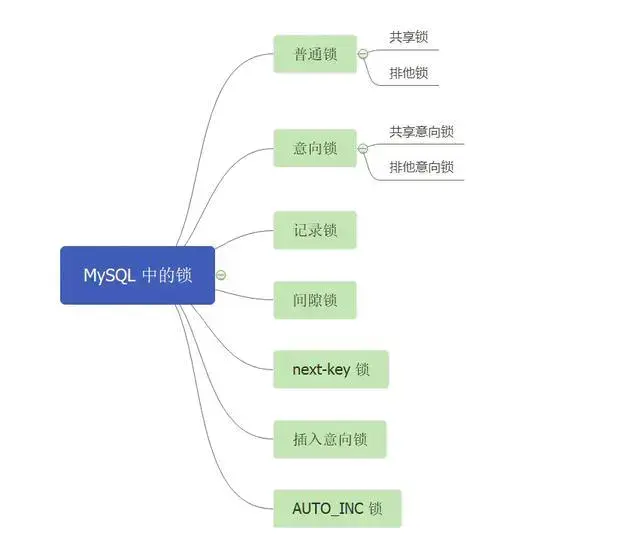 MySQL 中的锁
普通锁
共享锁
排他锁
意向锁
共享意向锁
排他意向锁
记录锁
间隙锁
next-key 锁
插入意向锁
AUTO_INC 锁